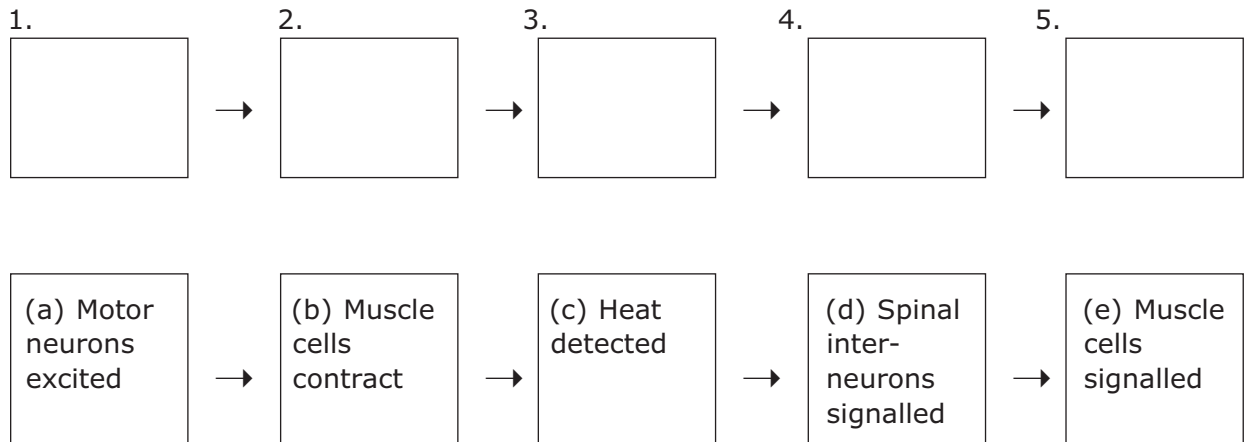 1.
2.
3.
4.
5.
(a) Motor
neurons
excited
(b) Muscle
cells
contract
(c) Heat
detected
(d) Spinal
inter-
neurons
signalled
(e) Muscle
cells
signalled